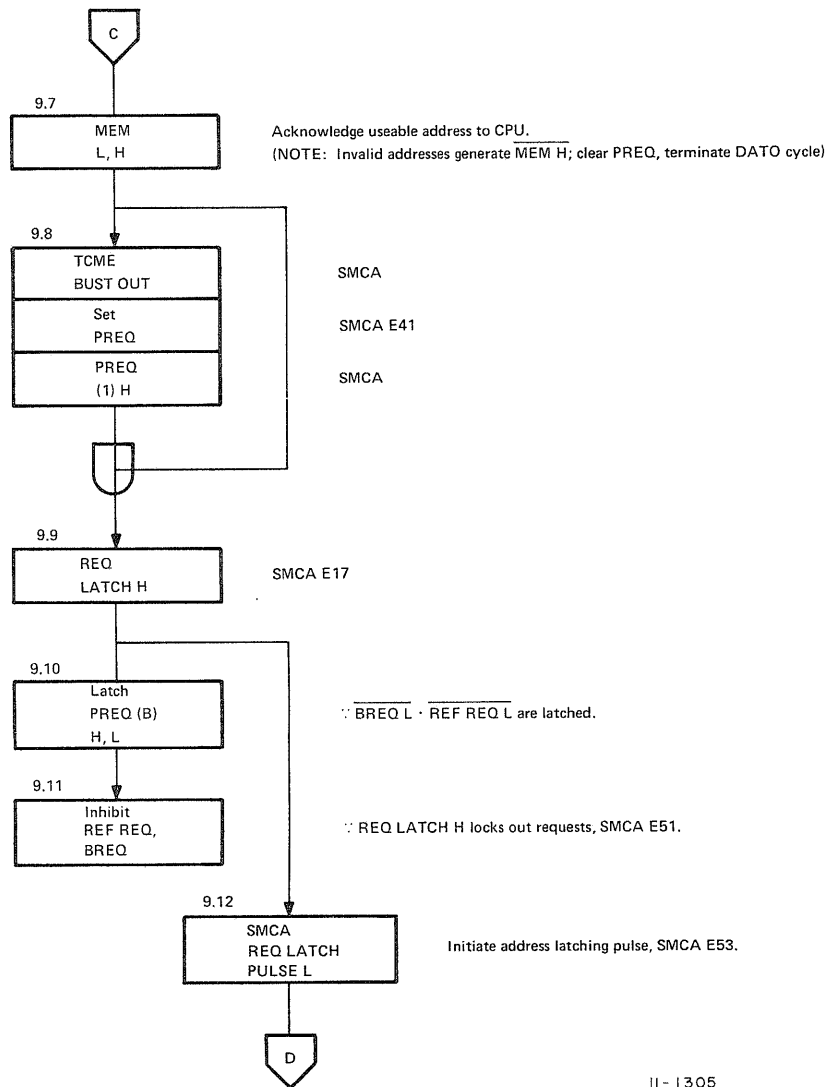 C
9.7
MEM
L, H
Acknowledge useable address to CPU.
(NOTE: Invalid addresses generate MEM H; clear PREQ, terminate DATO cycle)
9.8
TCME
BUST OUT
SMCA
Set
PREQ
SMCA E41
PREQ
(1) H
SMCA
9.9
REQ
LATCH H
SMCA E17
9.10
Latch
PREQ (B)
H, L
∵ BREQ L · REF REQ L are latched.
9.11
Inhibit
REF REQ,
BREQ
∵ REQ LATCH H locks out requests, SMCA E51.
9.12
SMCA
REQ LATCH
PULSE L
Initiate address latching pulse, SMCA E53.
D
11-1305